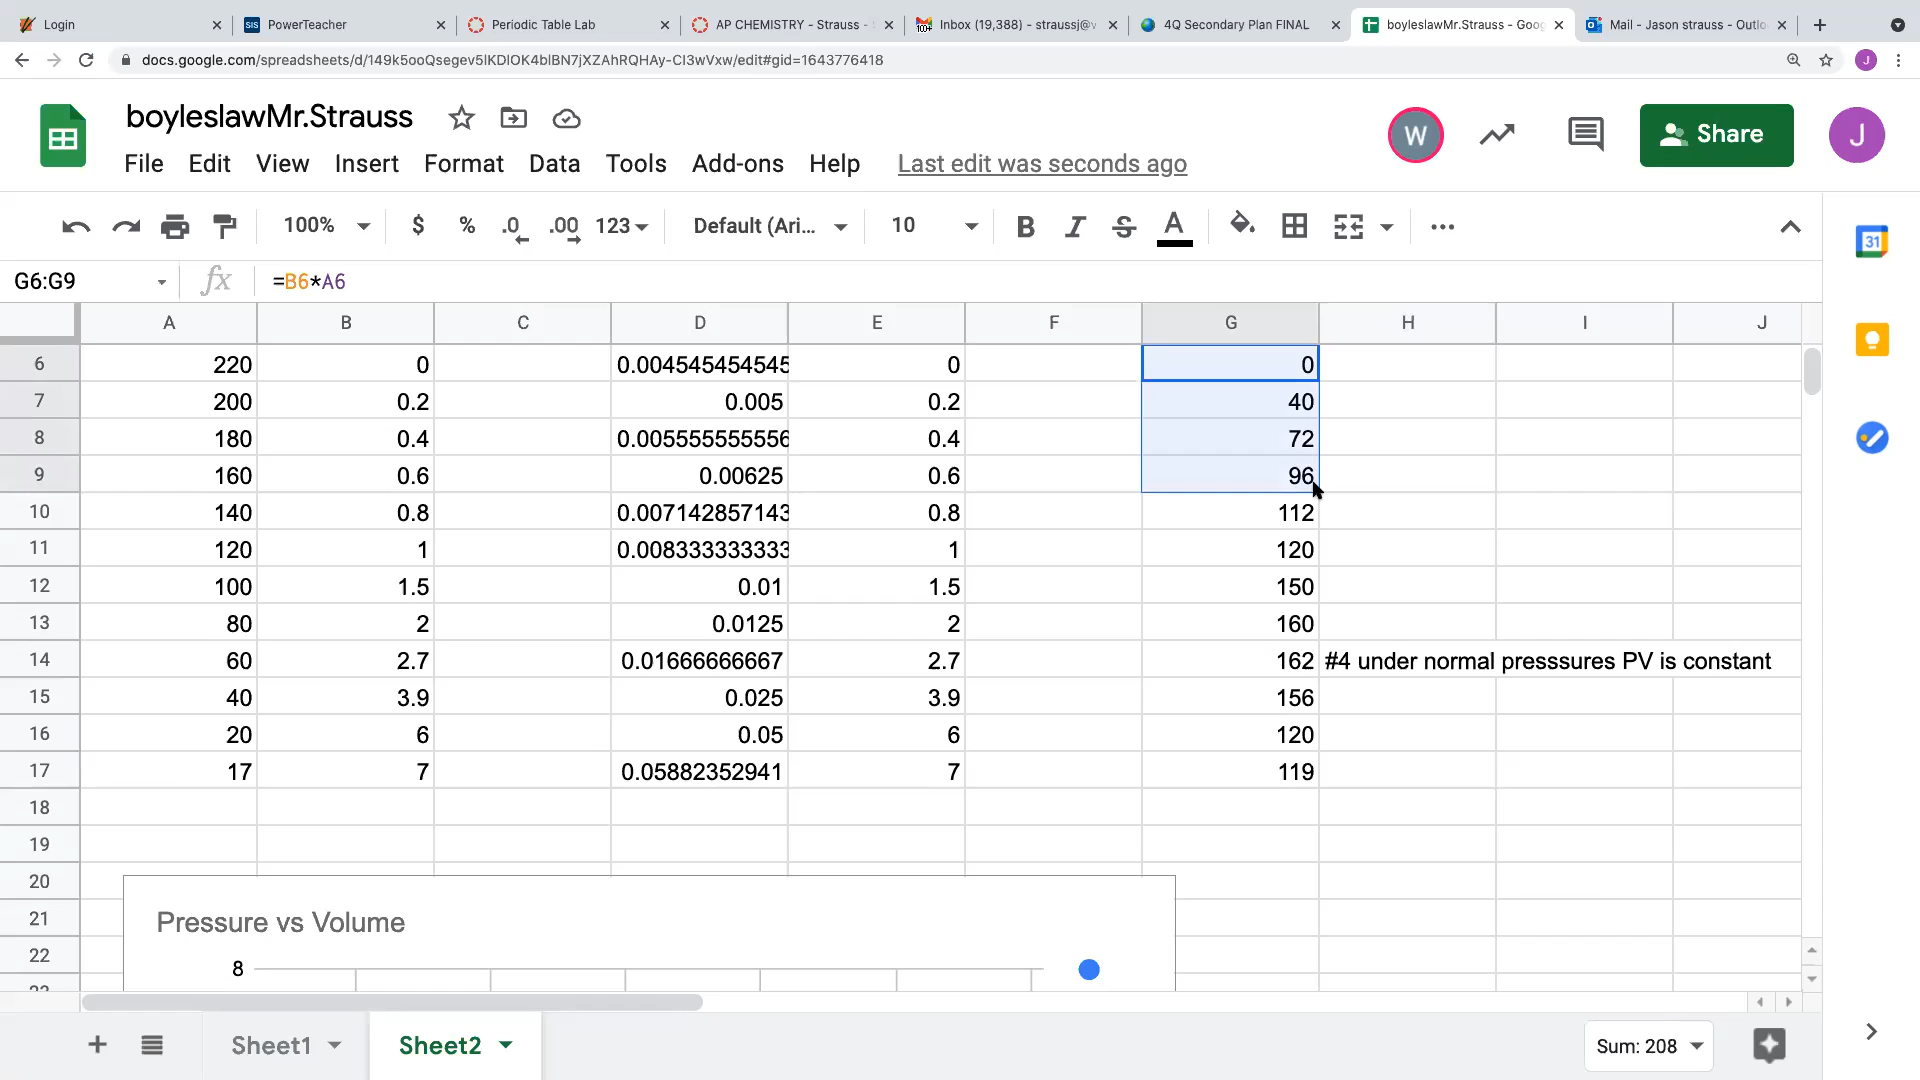 Login
PowerTeacher
Periodic Table Lab
AP CHEMISTRY - Strauss -
Inbox (19,388) - straussj@v
4Q Secondary Plan FINAL
boyleslawMr.Strauss - Goog
Mail - Jason strauss - Outlo
docs.google.com/spreadsheets/d/149k5ooQsegev5lKDlOK4blBN7jXZAhRQHAy-CI3wVxw/edit#gid=1643776418
J
boyleslawMr.Strauss
W
Share
J
File Edit View Insert Format Data Tools Add-ons Help Last edit was seconds ago
100% $ % .0 .00 123 Default (Ari... 10 B I S A
31
G6:G9 fx =B6*A6
A B C D E F G H I J
6 220 0 0.004545454545 0 0
7 200 0.2 0.005 0.2 40
8 180 0.4 0.005555555556 0.4 72
9 160 0.6 0.00625 0.6 96
10 140 0.8 0.007142857143 0.8 112
11 120 1 0.008333333333 1 120
12 100 1.5 0.01 1.5 150
13 80 2 0.0125 2 160
14 60 2.7 0.01666666667 2.7 162 #4 under normal presssures PV is constant
15 40 3.9 0.025 3.9 156
16 20 6 0.05 6 120
17 17 7 0.05882352941 7 119
18
19
20
21 Pressure vs Volume
22 8
Sheet1 Sheet2 Sum: 208